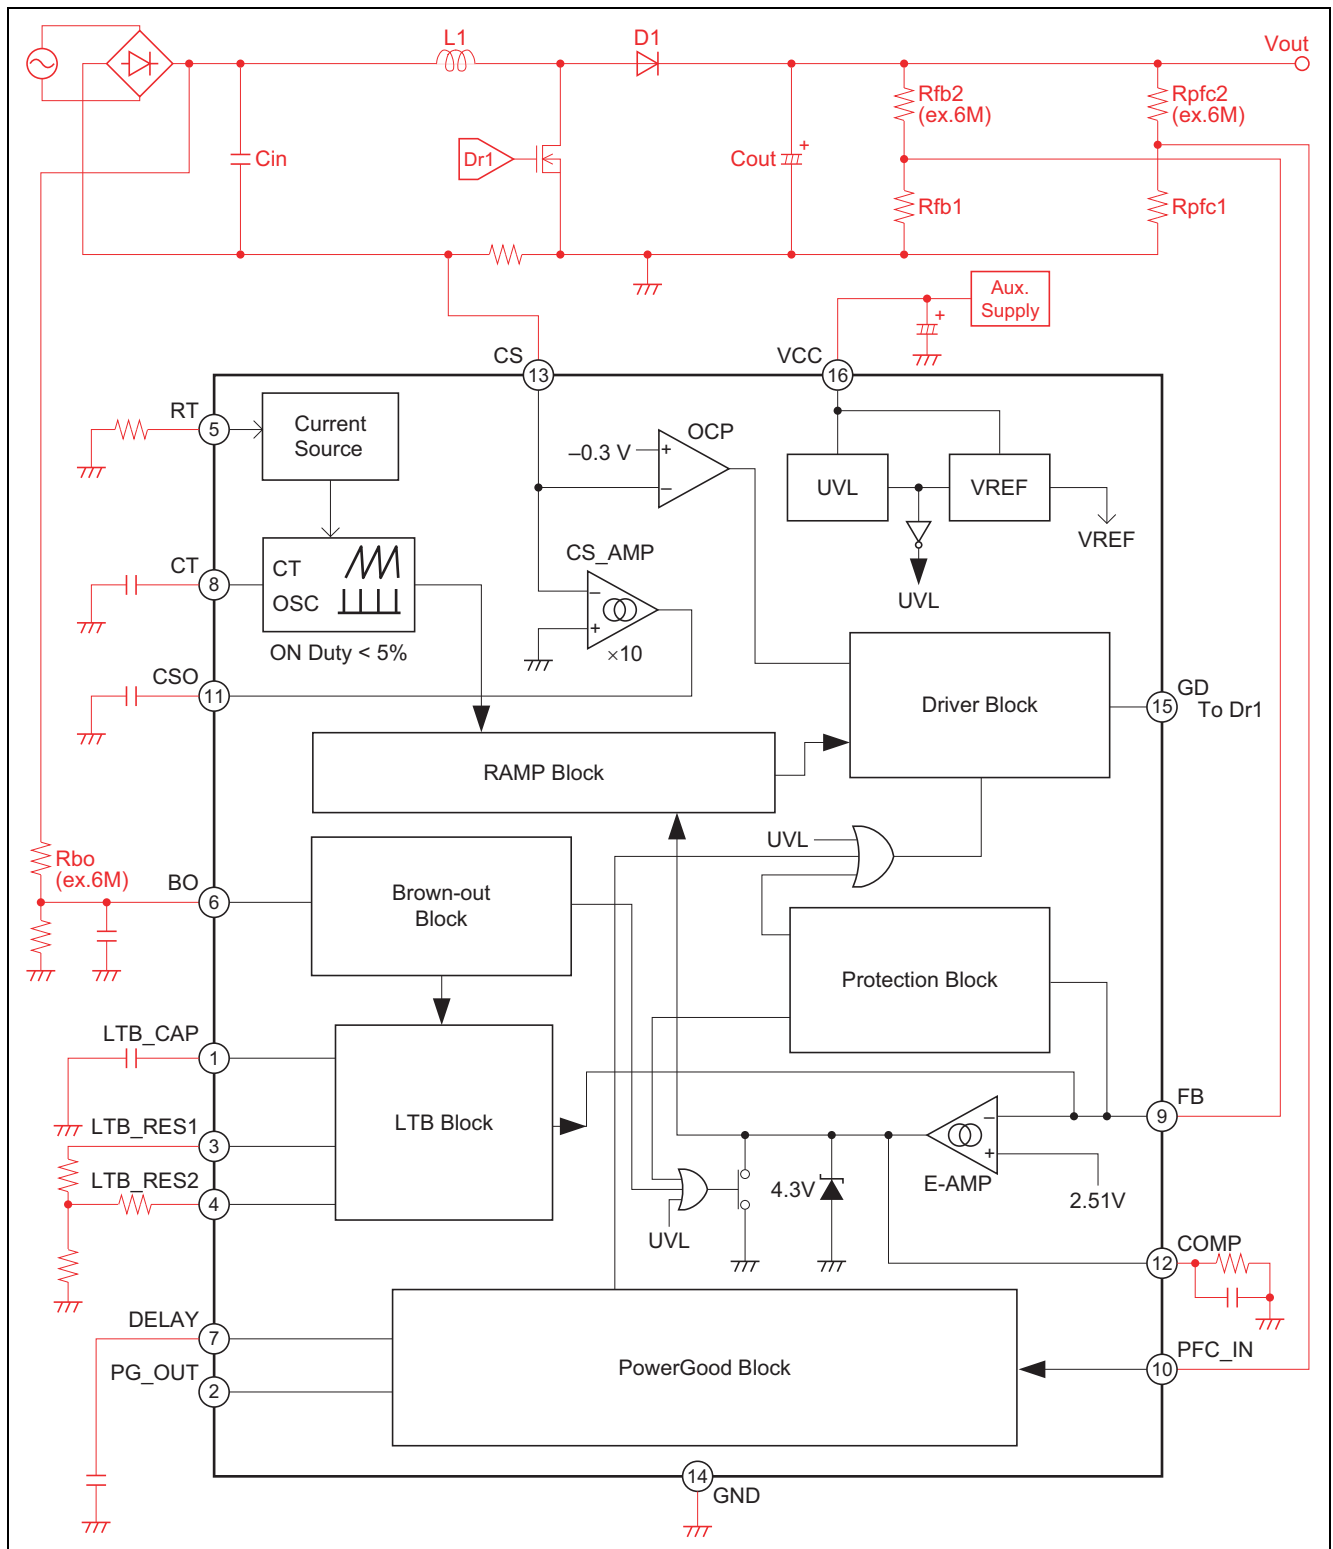 L1
D1
Vout
Rfb2
(ex.6M)
Rpfc2
(ex.6M)
Cin
Dr1
Cout
+
Rfb1
Rpfc1
Aux.
Supply
+
CS
13
VCC
16
RT
5
Current
Source
–0.3 V
+
–
OCP
UVL
VREF
VREF
UVL
CT
8
CT
OSC
ON Duty < 5%
CS_AMP
–
+
×10
CSO
11
Driver Block
GD
15
To Dr1
RAMP Block
UVL
Rbo
(ex.6M)
BO
6
Brown-out
Block
Protection Block
LTB_CAP
1
LTB Block
LTB_RES1
3
LTB_RES2
4
FB
9
–
+
E-AMP
2.51V
4.3V
UVL
COMP
12
DELAY
7
PG_OUT
2
PowerGood Block
PFC_IN
10
14
GND